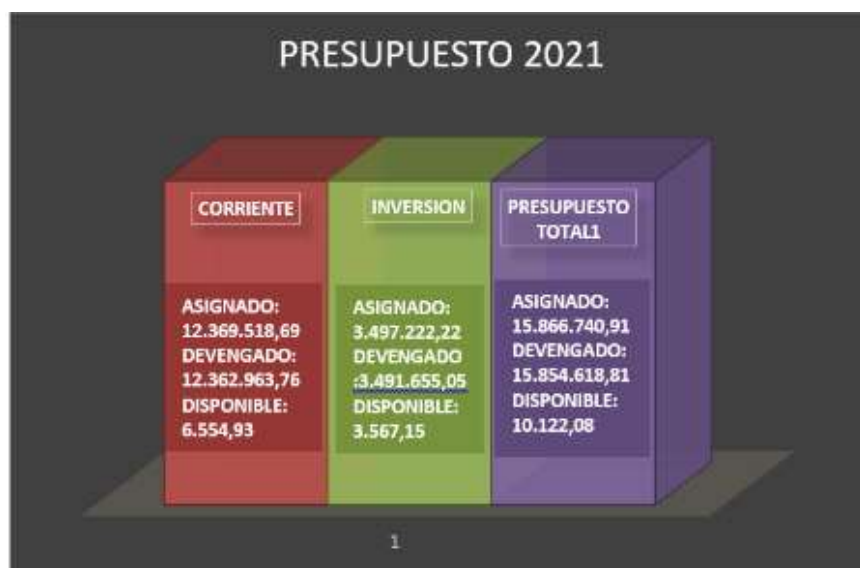 PRESUPUESTO 2021
CORRIENTE
ASIGNADO:
12.369.518,69
DEVENGADO:
12.362.963,76
DISPONIBLE:
6.554,93
INVERSION
ASIGNADO:
3.497.222,22
DEVENGADO
:3.491.655,05
DISPONIBLE:
3.567,15
PRESUPUESTO
TOTAL1
ASIGNADO:
15.866.740,91
DEVENGADO:
15.854.618,81
DISPONIBLE:
10.122,08
1